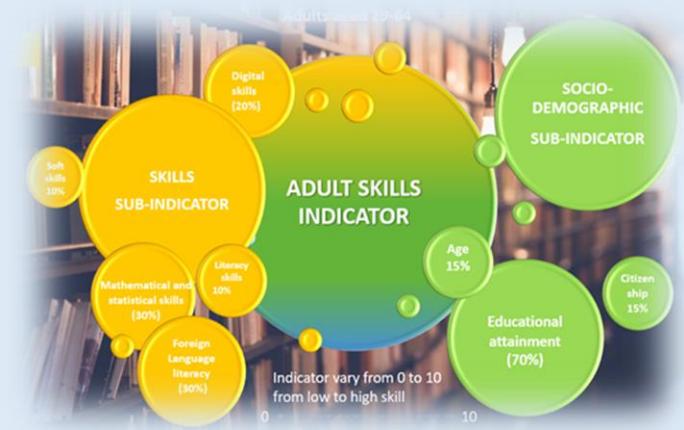 Adults aged 25-64
Digital
skills
(20%)
SOCIO-
DEMOGRAPHIC
SUB-INDICATOR
Soft
skills
10%
SKILLS
SUB-INDICATOR
ADULT SKILLS
INDICATOR
Age
15%
Literacy
skills
10%
Mathematical and
statistical skills
(30%)
Citizen
ship
15%
Educational
attainment
(70%)
Foreign
Language
literacy
(30%)
Indicator vary from 0 to 10
from low to high skill
0
10